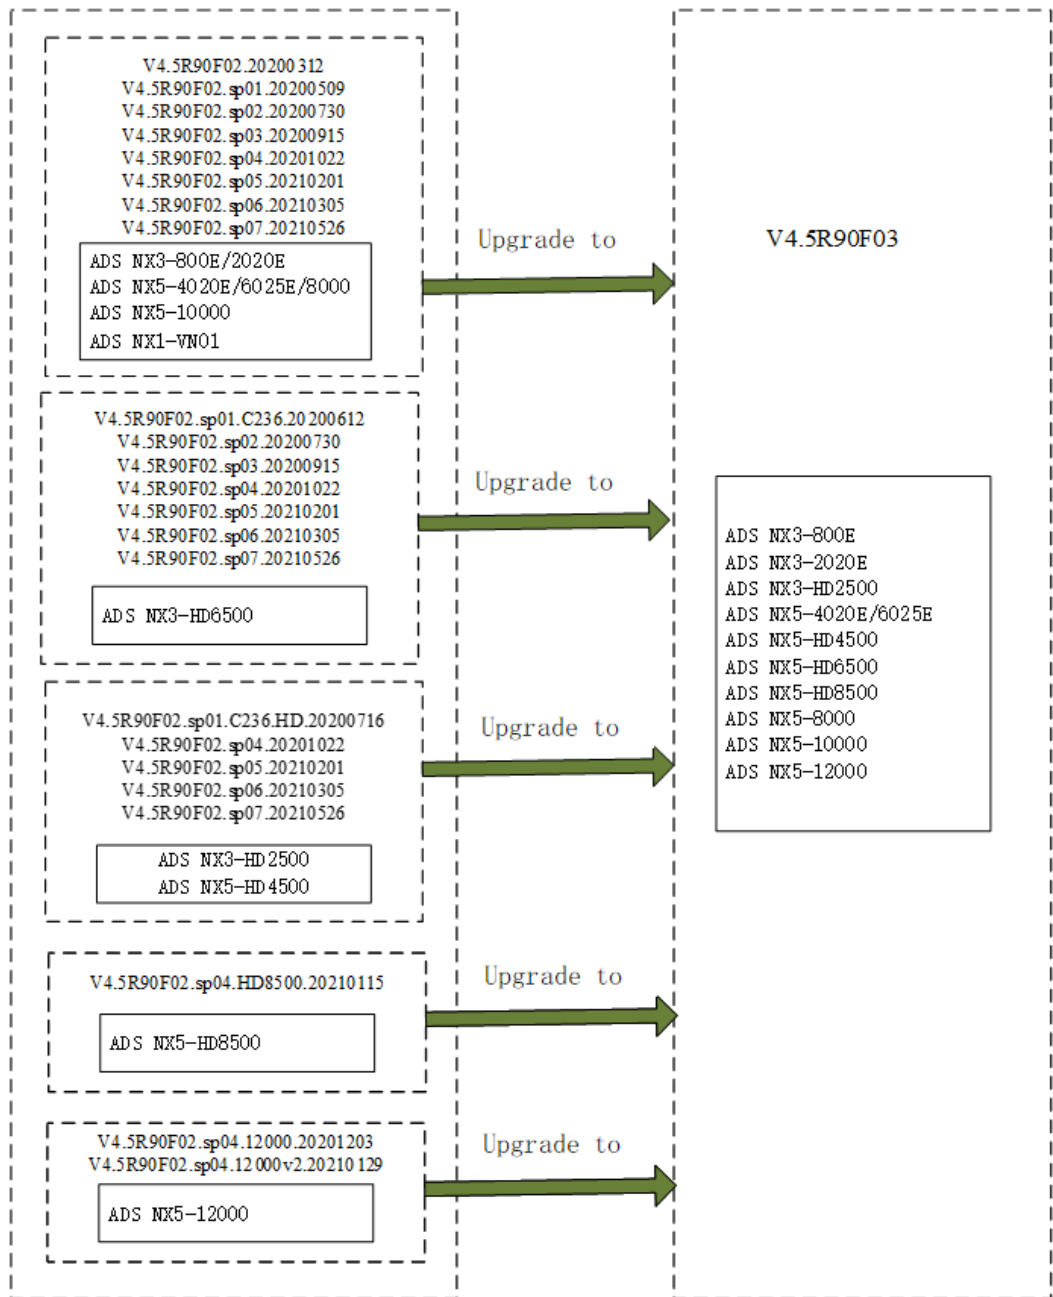 V4.5R90F02.20200312
V4.5R90F02.sp01.20200509
V4.5R90F02.sp02.20200730
V4.5R90F02.sp03.20200915
V4.5R90F02.sp04.20201022
V4.5R90F02.sp05.20210201
V4.5R90F02.sp06.20210305
V4.5R90F02.sp07.20210526
ADS NX3-800E/2020E
ADS NX5-4020E/6025E/8000
ADS NX5-10000
ADS NX1-VN01
Upgrade to
V4.5R90F02.sp01.C236.20200612
V4.5R90F02.sp02.20200730
V4.5R90F02.sp03.20200915
V4.5R90F02.sp04.20201022
V4.5R90F02.sp05.20210201
V4.5R90F02.sp06.20210305
V4.5R90F02.sp07.20210526
ADS NX3-HD6500
Upgrade to
V4.5R90F02.sp01.C236.HD.20200716
V4.5R90F02.sp04.20201022
V4.5R90F02.sp05.20210201
V4.5R90F02.sp06.20210305
V4.5R90F02.sp07.20210526
ADS NX3-HD2500
ADS NX5-HD4500
Upgrade to
V4.5R90F02.sp04.HD8500.20210115
ADS NX5-HD8500
Upgrade to
V4.5R90F02.sp04.12000.20201203
V4.5R90F02.sp04.12000v2.20210129
ADS NX5-12000
Upgrade to
V4.5R90F03
ADS NX3-800E
ADS NX3-2020E
ADS NX3-HD2500
ADS NX5-4020E/6025E
ADS NX5-HD4500
ADS NX5-HD6500
ADS NX5-HD8500
ADS NX5-8000
ADS NX5-10000
ADS NX5-12000